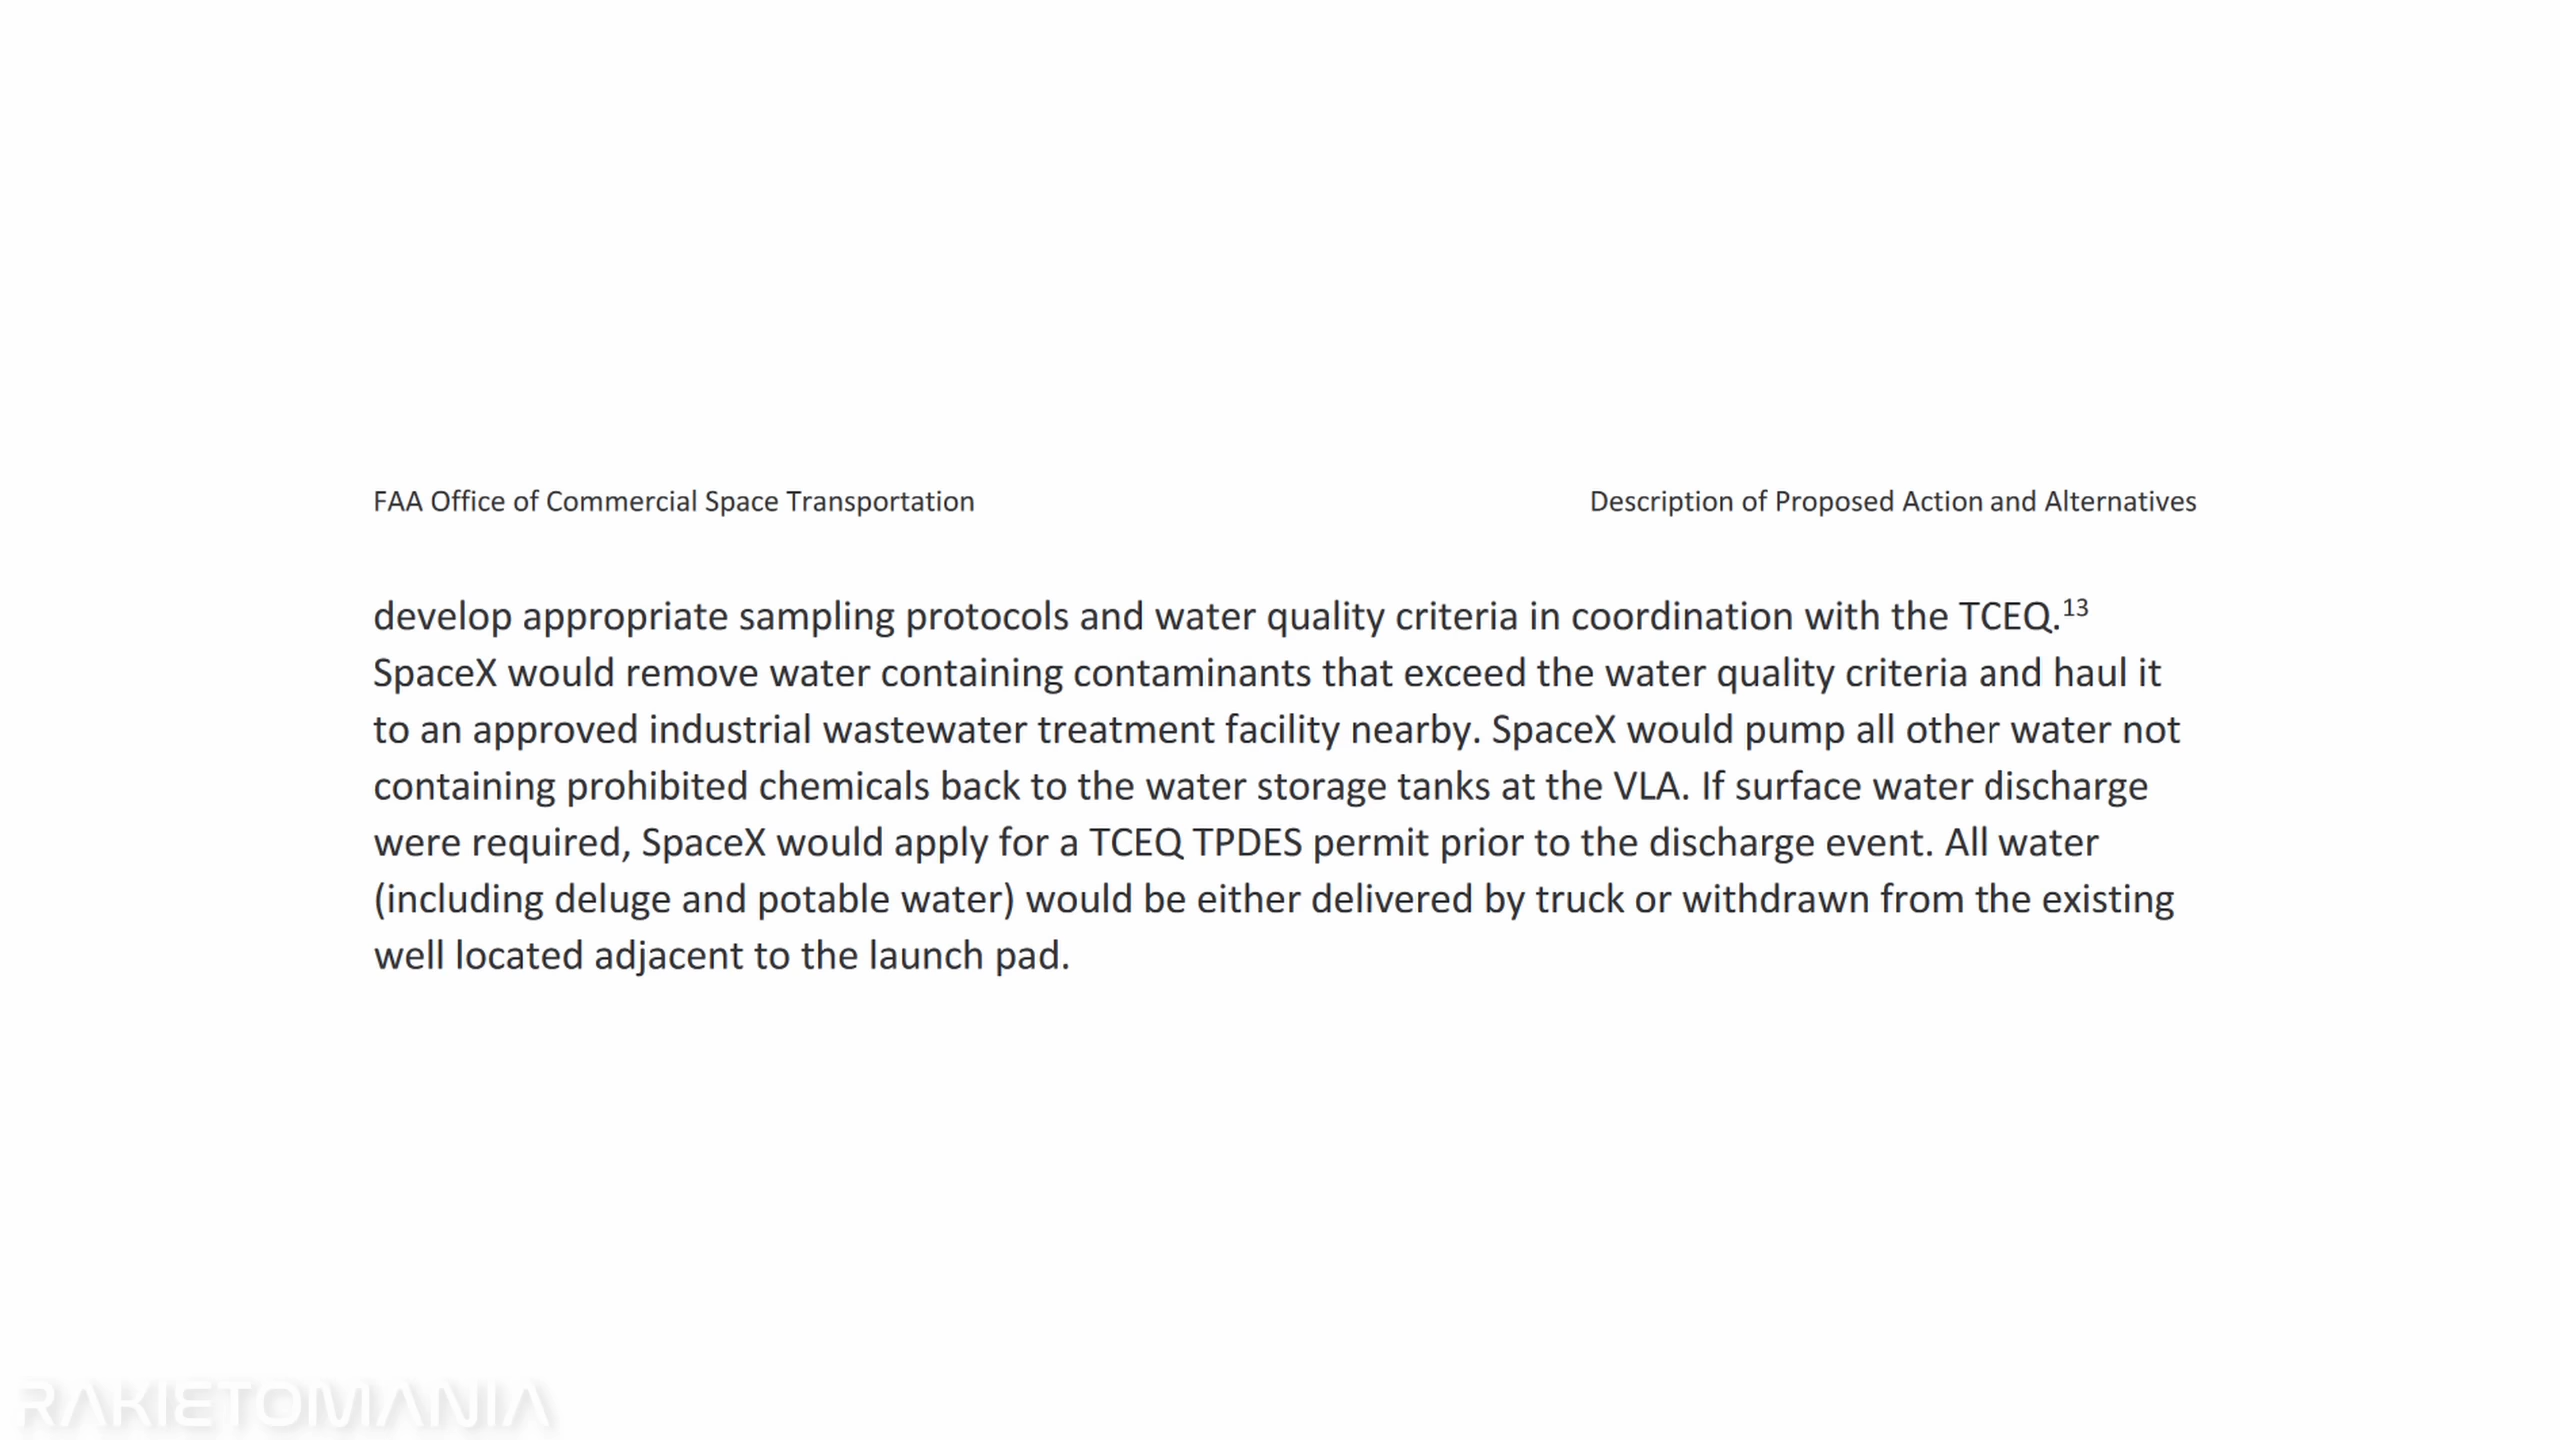 FAA Office of Commercial Space Transportation
Description of Proposed Action and Alternatives
develop appropriate sampling protocols and water quality criteria in coordination with the TCEQ.¹³
SpaceX would remove water containing contaminants that exceed the water quality criteria and haul it
to an approved industrial wastewater treatment facility nearby. SpaceX would pump all other water not
containing prohibited chemicals back to the water storage tanks at the VLA. If surface water discharge
were required, SpaceX would apply for a TCEQ TPDES permit prior to the discharge event. All water
(including deluge and potable water) would be either delivered by truck or withdrawn from the existing
well located adjacent to the launch pad.
RAKIETOMANIA